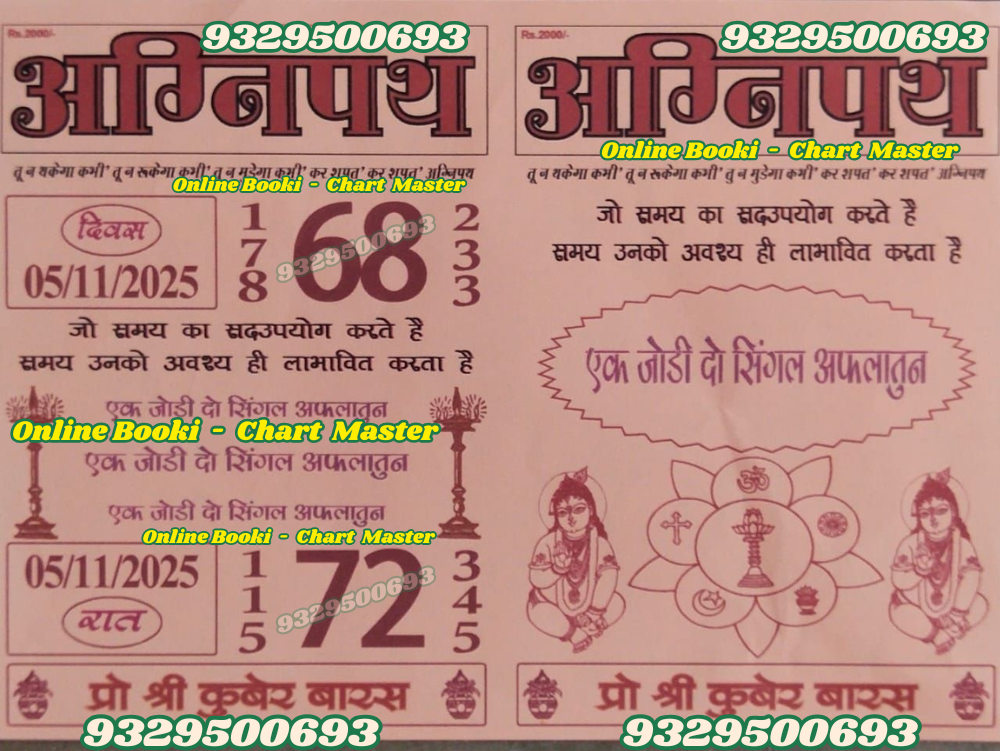 Rs.2000/-
9329500693
अग्निपथ
तू न थकेगा कभी' तू न रूकेगा कभी' तू न मुडेगा कभी' कर शपत' कर शपत' अग्निपथ
Online Booki - Chart Master
दिवस
05/11/2025
1 7 8
68
2 3 3
9329500693
जो समय का सदउपयोग करते है
समय उनको अवश्य ही लाभावित करता है
एक जोडी दो सिंगल अफलातुन
Online Booki - Chart Master
एक जोडी दो सिंगल अफलातुन
एक जोडी दो सिंगल अफलातुन
Online Booki - Chart Master
05/11/2025
रात
1 1 5
72
3 4 5
9329500693
प्रो श्री कुबेर बारस
9329500693
Rs.2000/-
9329500693
अग्निपथ
Online Booki - Chart Master
तू न थकेगा कभी' तू न रूकेगा कभी' तू न मुडेगा कभी' कर शपत' कर शपत' अग्निपथ
जो समय का सदउपयोग करते है
समय उनको अवश्य ही लाभावित करता है
एक जोडी दो सिंगल अफलातुन
ॐ
प्रो श्री कुबेर बारस
9329500693